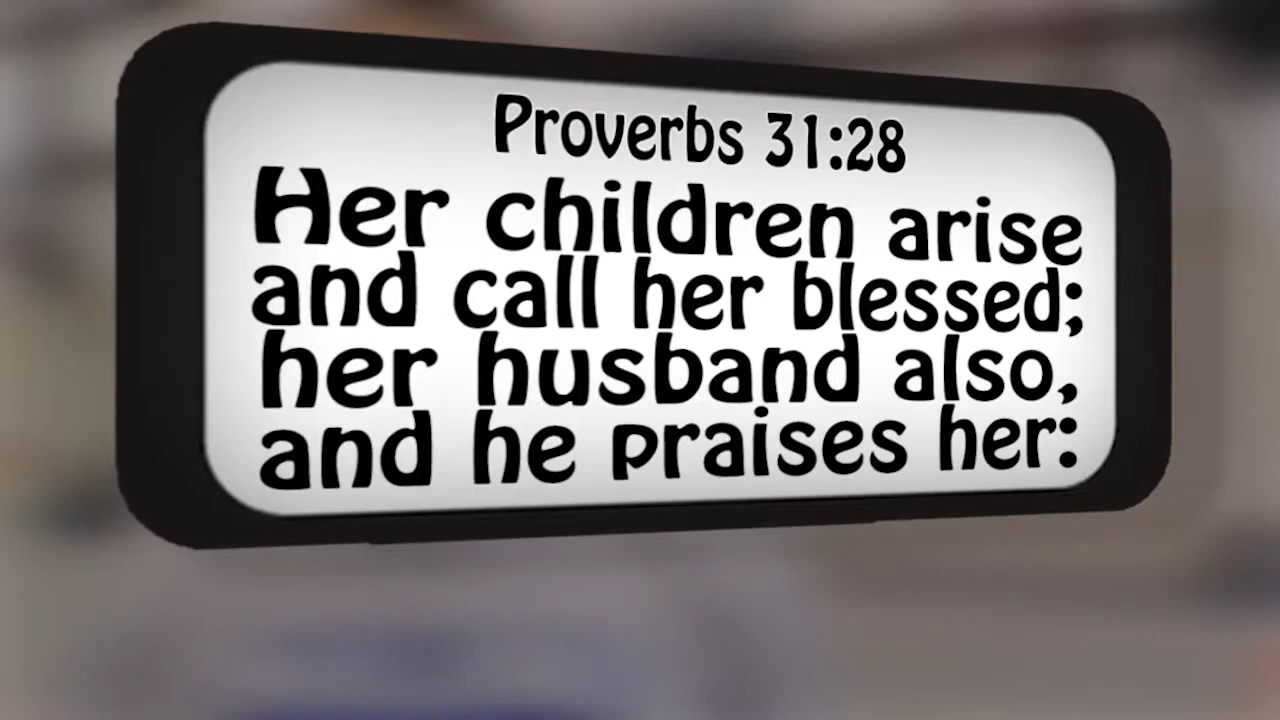 Proverbs 31:28
Her children arise
and call her blessed;
her husband also,
and he praises her: